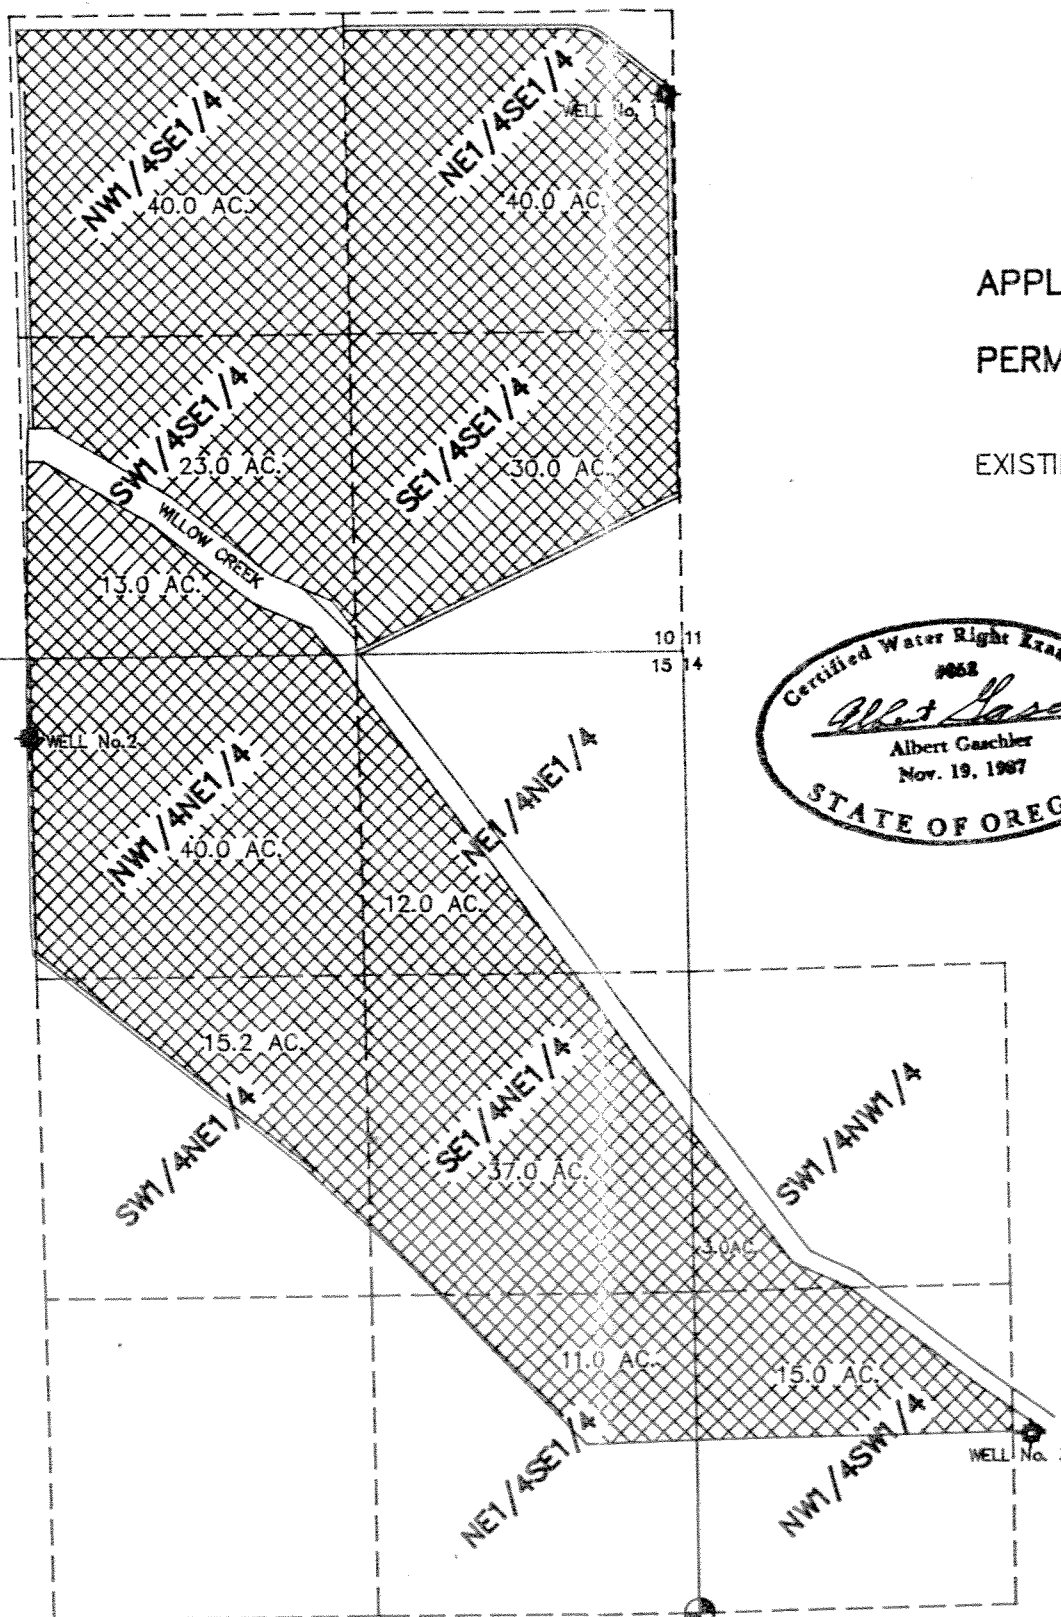 NW1/4SE1/4
40.0 AC.
NE1/4SE1/4
WELL No. 1
40.0 AC.
APPL
PERM
SW1/4SE1/4
23.0 AC.
SE1/4SE1/4
30.0 AC.
EXISTI
WILLOW CREEK
13.0 AC.
10 11
15 14
Certified Water Right Exa
#052
Albert
Albert Gaschler
Nov. 19, 1987
STATE OF OREG
WELL No.2
NW1/4NE1/4
40.0 AC.
NE1/4NE1/4
12.0 AC.
15.2 AC.
SW1/4NE1/4
SE1/4NE1/4
37.0 AC.
SW1/4NW1/4
3.0AC.
11.0 AC.
15.0 AC.
NE1/4SE1/4
NW1/4SW1/4
WELL No.